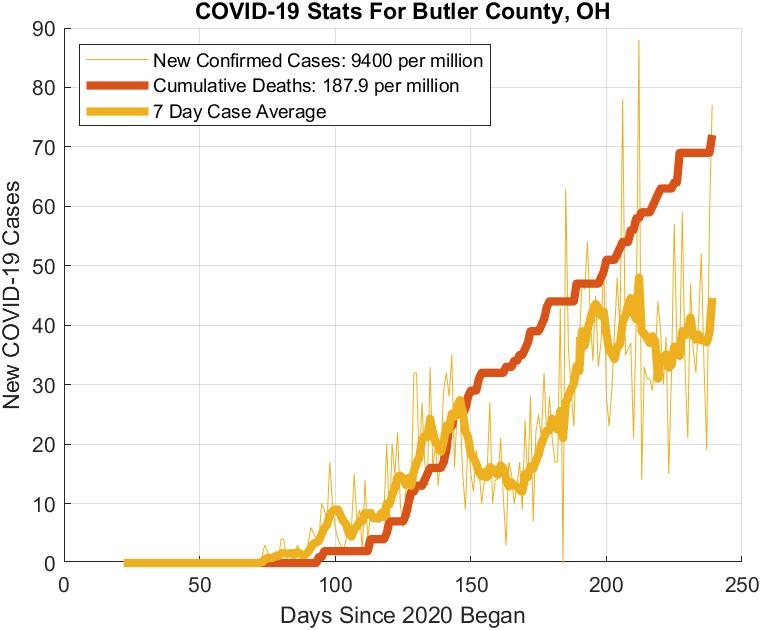 COVID-19 Stats For Butler County, OH
New Confirmed Cases: 9400 per million
Cumulative Deaths: 187.9 per million
7 Day Case Average
New COVID-19 Cases
90
80
70
60
50
40
30
20
10
0
0 50 100 150 200 250
Days Since 2020 Began